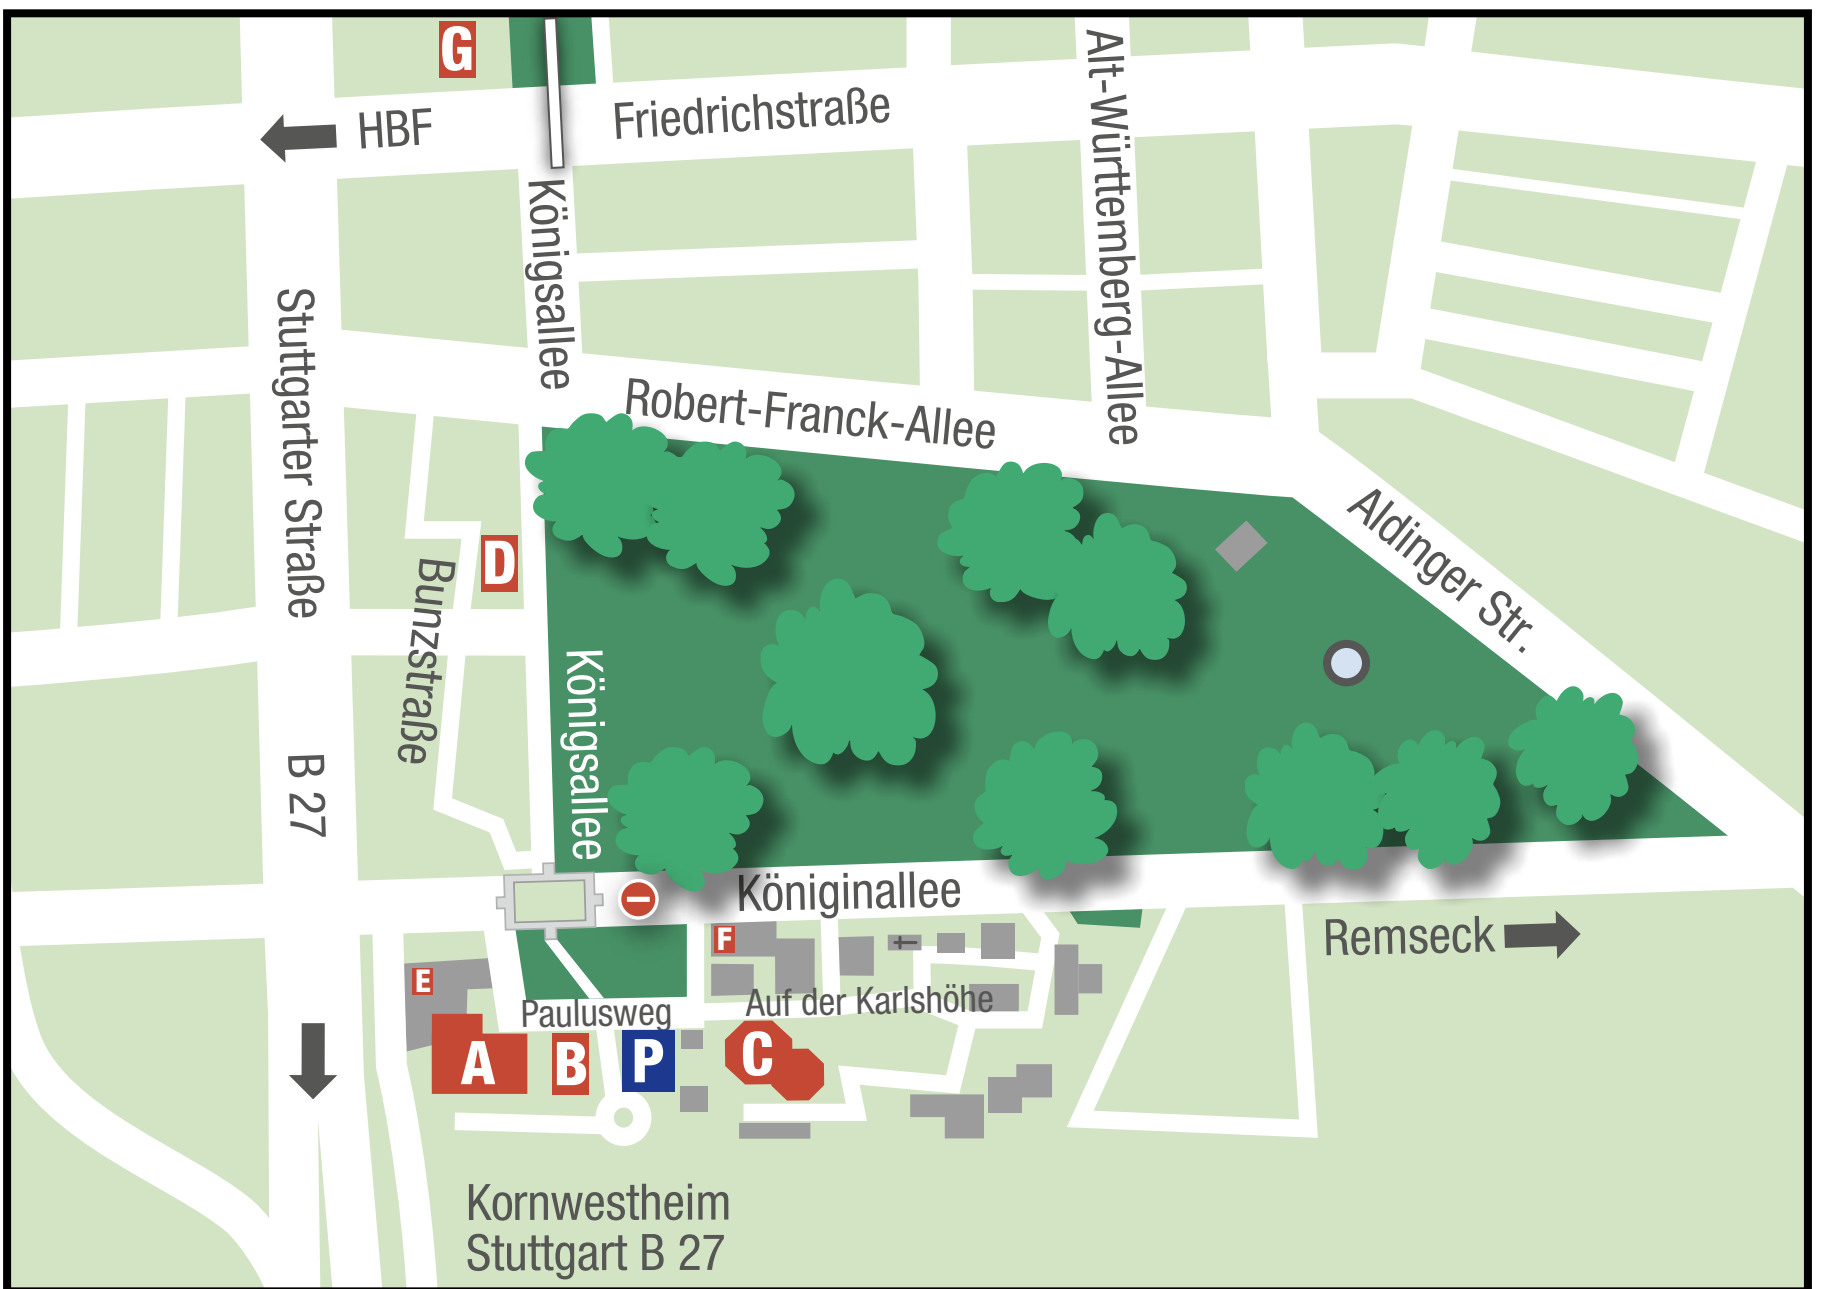 G
HBF
Friedrichstraße
Alt-Württemberg-Allee
Königsallee
Stuttgarter Straße
Robert-Franck-Allee
Aldinger Str.
D
Bunzstraße
Königsallee
B 27
Königinallee
Remseck
F
E
Paulusweg
Auf der Karlshöhe
A
B
P
C
Kornwestheim
Stuttgart B 27